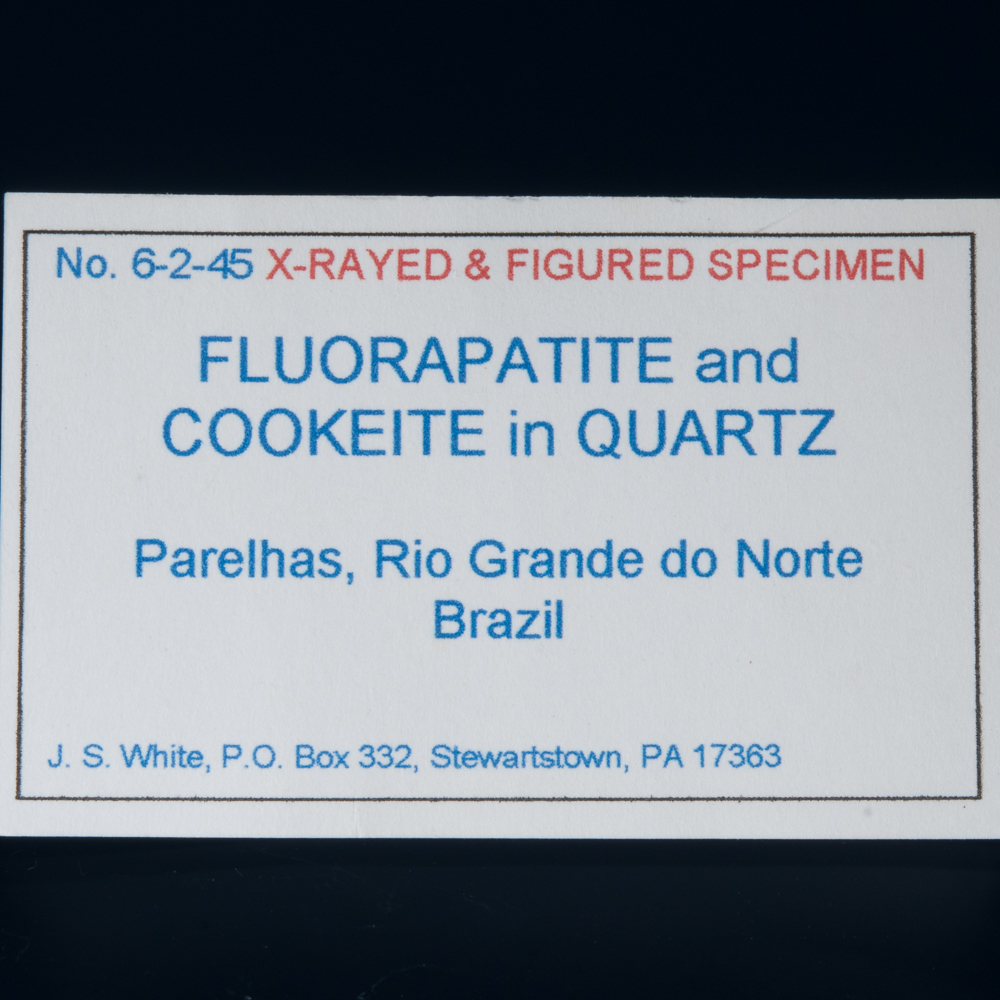 No. 6-2-45 X-RAYED & FIGURED SPECIMEN
FLUORAPATITE and
COOKEITE in QUARTZ
Parelhas, Rio Grande do Norte
Brazil
J. S. White, P.O. Box 332, Stewartstown, PA 17363